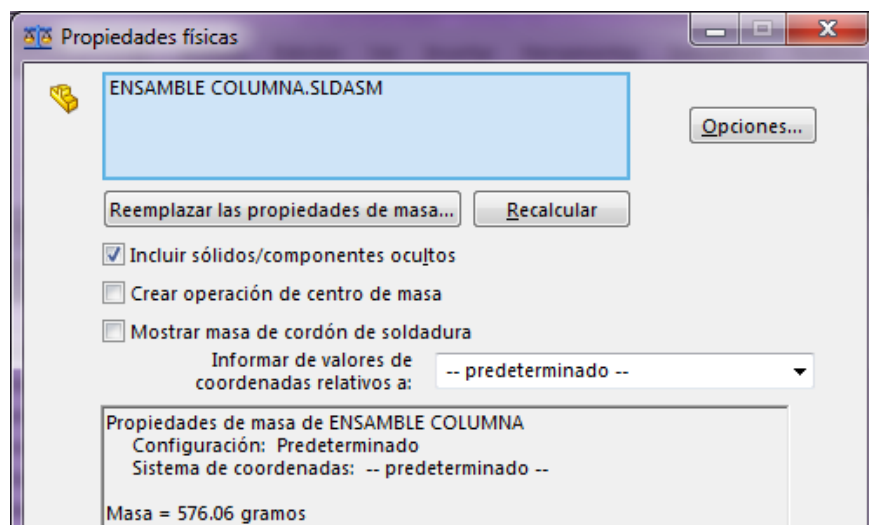 Propiedades físicas
ENSAMBLE COLUMNA.SLDASM
Opciones...
Reemplazar las propiedades de masa...
Recalcular
Incluir sólidos/componentes ocultos
Crear operación de centro de masa
Mostrar masa de cordón de soldadura
Informar de valores de
coordenadas relativos a:
-- predeterminado --
Propiedades de masa de ENSAMBLE COLUMNA
Configuración: Predeterminado
Sistema de coordenadas: -- predeterminado --
Masa = 576.06 gramos